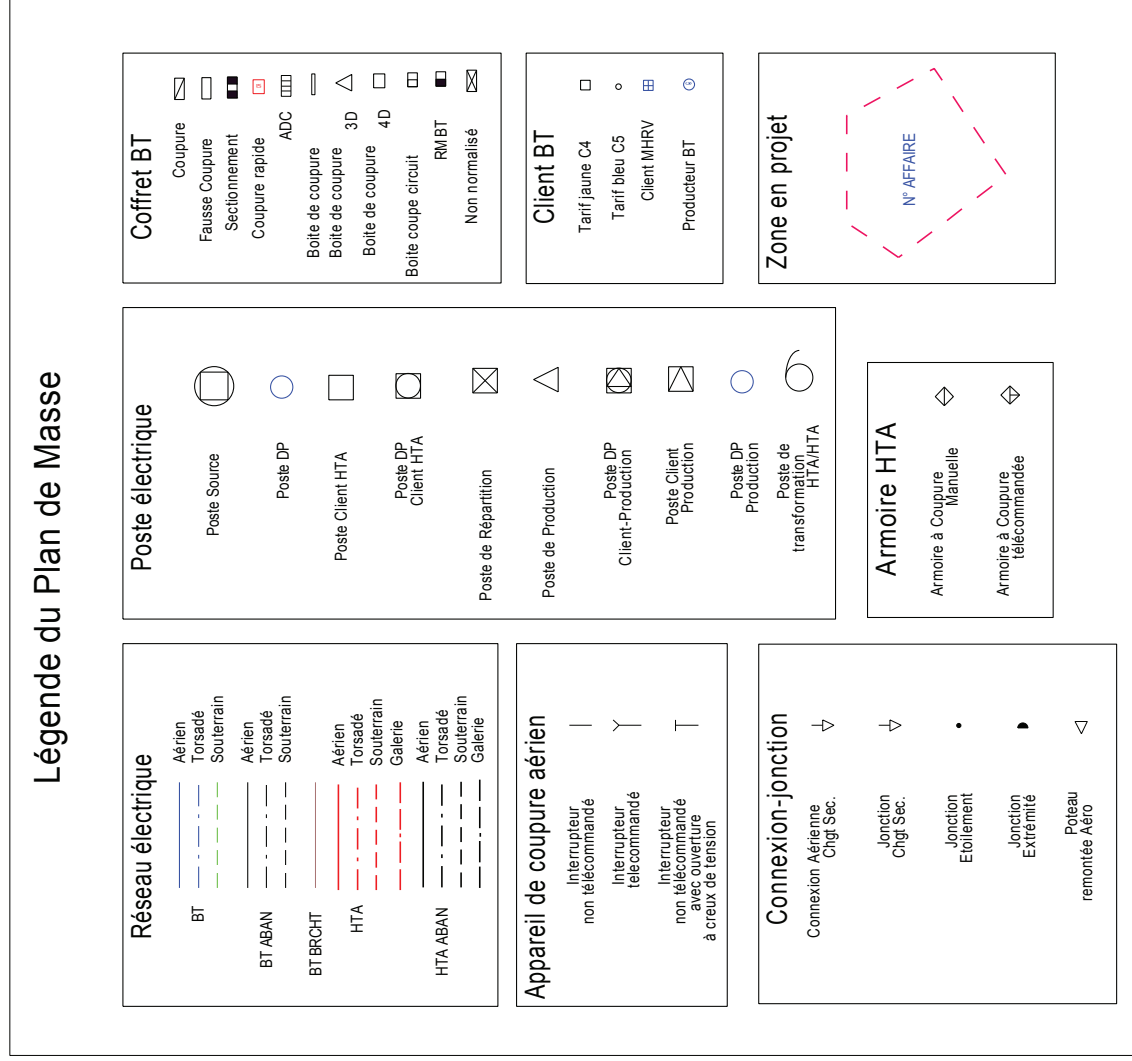 Légende du Plan de Masse
Réseau électrique
BT
Aérien
Torsadé
Souterrain
BT ABAN
Aérien
Torsadé
Souterrain
BT BRCHT
HTA
Aérien
Torsadé
Souterrain
Galerie
HTA ABAN
Aérien
Torsadé
Souterrain
Galerie
Poste électrique
Poste Source
Poste DP
Poste Client HTA
Poste DP
Client HTA
Poste de Répartition
Poste de Production
Poste DP
Client-Production
Poste Client
Production
Poste DP
Production
Poste de
transformation
HTA/HTA
Coffret BT
Coupure
Fausse Coupure
Sectionnement
Coupure rapide
ADC
Boite de coupure
Boite de coupure
3D
Boite de coupure
4D
Boite coupe circuit
RM BT
Non normalisé
Appareil de coupure aérien
Interrupteur
non télécommandé
Interrupteur
telecommandé
Interrupteur
non télécommandé
avec ouverture
à creux de tension
Client BT
Tarif jaune C4
Tarif bleu C5
Client MHRV
Producteur BT
Connexion-jonction
Connexion Aérienne
Chgt Sec.
Jonction
Chgt Sec.
Jonction
Etoilement
Jonction
Extrémité
Poteau
remontée Aéro
Armoire HTA
Armoire à Coupure
Manuelle
Armoire à Coupure
télécommandée
Zone en projet
N° AFFAIRE